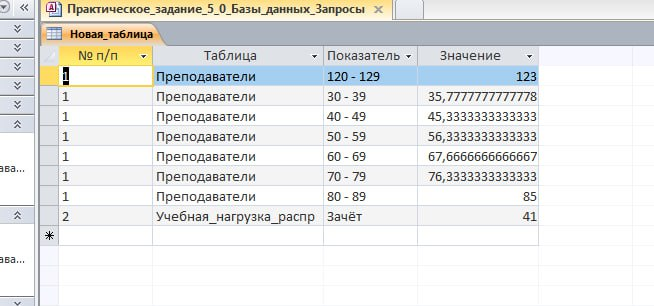 Практическое_задание_5_0_Базы_данных_Запросы
Новая_таблица
№ п/п Таблица Показатель Значение
1 Преподаватели 120 - 129 123
1 Преподаватели 30 - 39 35,7777777777778
1 Преподаватели 40 - 49 45,3333333333333
1 Преподаватели 50 - 59 56,3333333333333
1 Преподаватели 60 - 69 67,6666666666667
1 Преподаватели 70 - 79 76,3333333333333
1 Преподаватели 80 - 89 85
ава... 2 Учебная_нагрузка_распр Зачёт 41
*
ава...